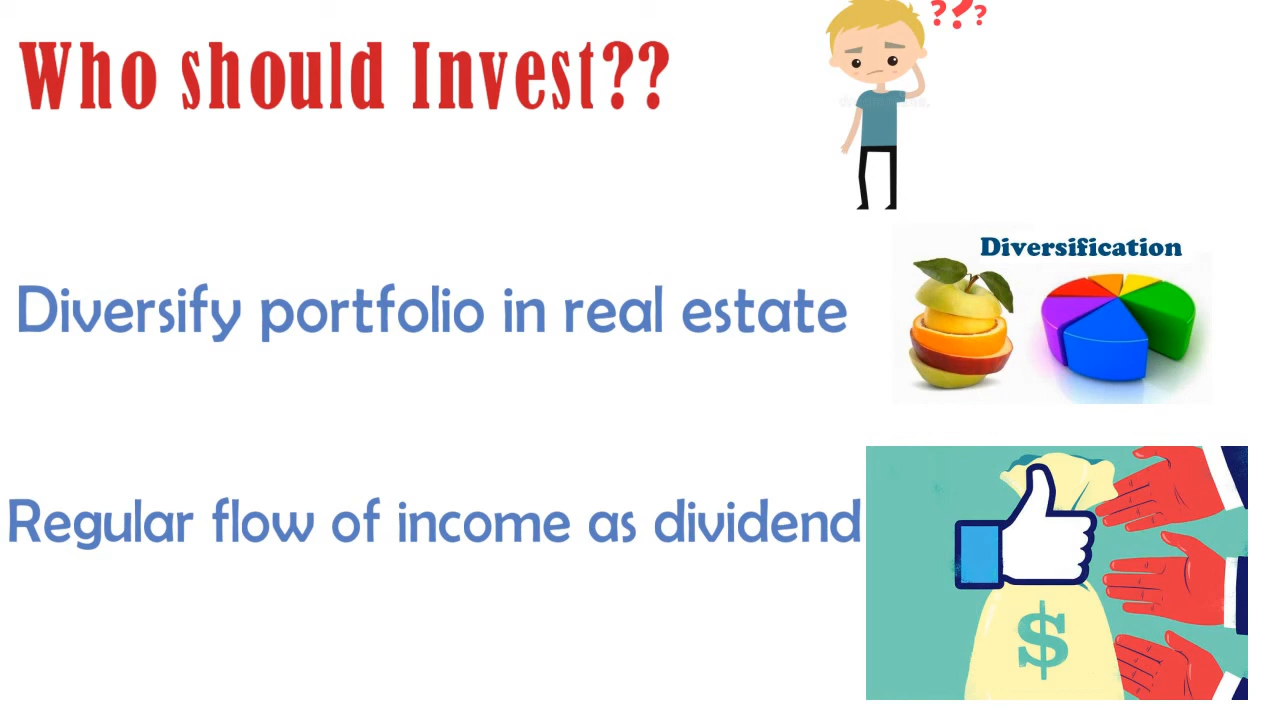 Who should Invest??
???
Diversification
Diversify portfolio in real estate
Regular flow of income as dividend
$